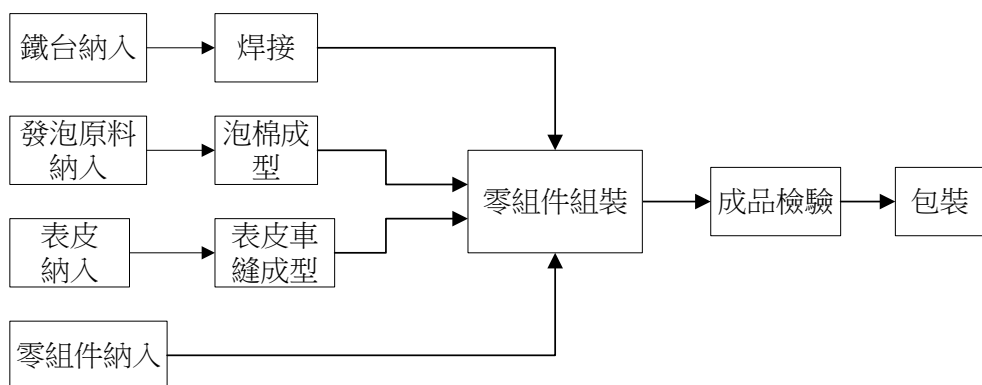 鐵台納入
焊接
發泡原料
納入
泡棉成
型
表皮
納入
表皮車
縫成型
零組件納入
零組件組裝
成品檢驗
包裝